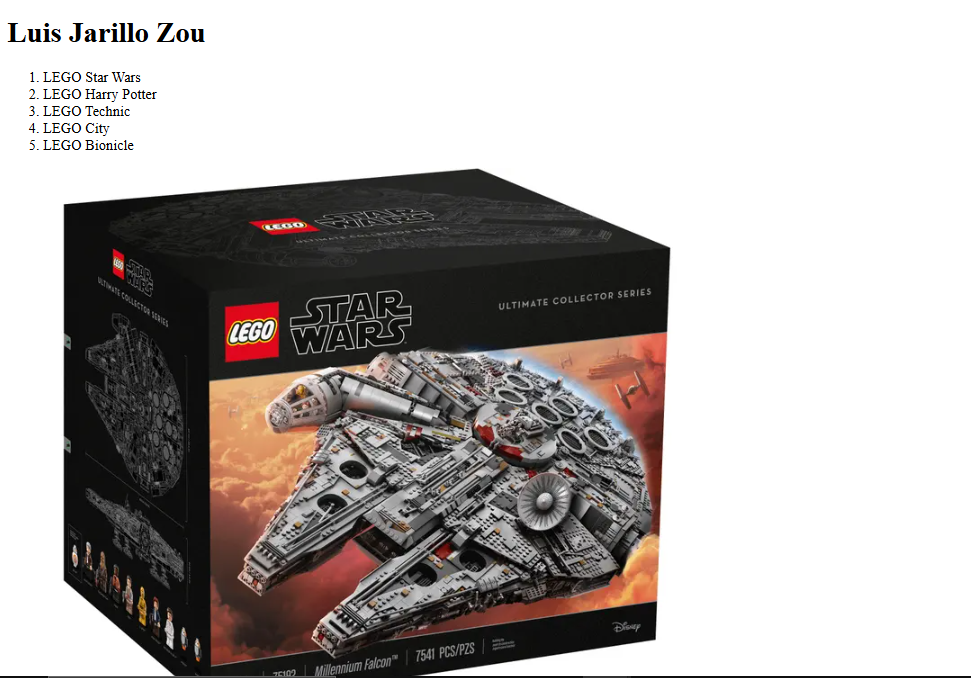 Luis Jarillo Zou
1. LEGO Star Wars
2. LEGO Harry Potter
3. LEGO Technic
4. LEGO City
5. LEGO Bionicle
LEGO STAR WARS
ULTIMATE COLLECTOR SERIES
LEGO STAR WARS
ULTIMATE COLLECTOR SERIES
LEGO STAR WARS
ULTIMATE COLLECTOR SERIES
Disney
75192 Millennium Falcon™ 7541 PCS/PZS